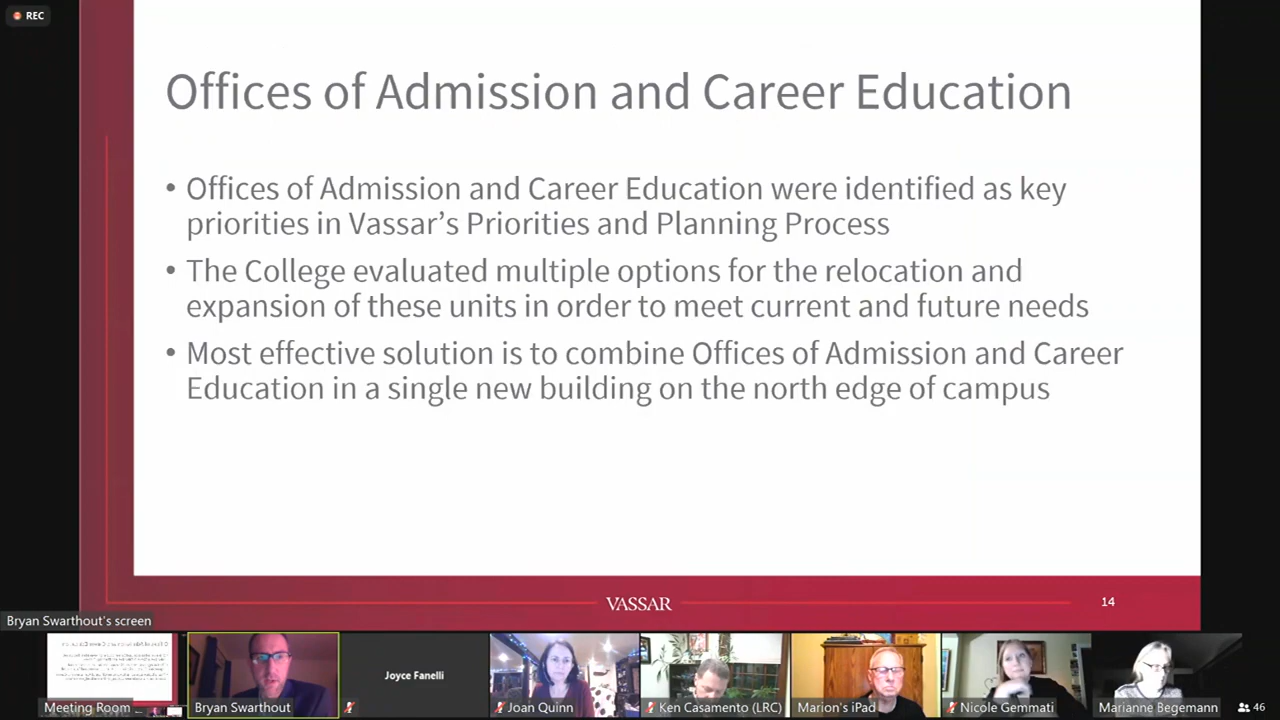 REC
Offices of Admission and Career Education
• Offices of Admission and Career Education were identified as key
priorities in Vassar’s Priorities and Planning Process
• The College evaluated multiple options for the relocation and
expansion of these units in order to meet current and future needs
• Most effective solution is to combine Offices of Admission and Career
Education in a single new building on the north edge of campus
VASSAR
14
Bryan Swarthout's screen
Joyce Fanelli
Meeting Room
Bryan Swarthout
Joan Quinn
Ken Casamento (LRC)
Marion's iPad
Nicole Gemmati
Marianne Begemann
46